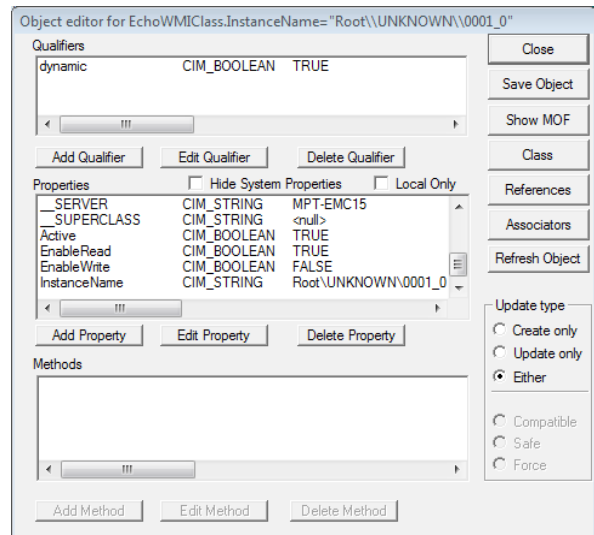 Object editor for EchoWMIClass.InstanceName="Root\\UNKNOWN\\0001_0"
Qualifiers
dynamic CIM_BOOLEAN TRUE
Close
Save Object
Show MOF
Add Qualifier Edit Qualifier Delete Qualifier
Class
Properties Hide System Properties Local Only
References
__SERVER CIM_STRING MPT-EMC15
__SUPERCLASS CIM_STRING <null>
Active CIM_BOOLEAN TRUE
EnableRead CIM_BOOLEAN TRUE
EnableWrite CIM_BOOLEAN FALSE
InstanceName CIM_STRING Root\UNKNOWN\0001_0
Associators
Refresh Object
Add Property Edit Property Delete Property
Update type
Create only
Update only
Either
Compatible
Safe
Force
Methods
Add Method Edit Method Delete Method